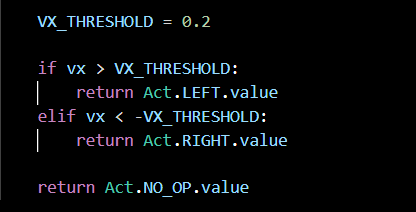 VX_THRESHOLD = 0.2
if vx > VX_THRESHOLD:
    return Act.LEFT.value
elif vx < -VX_THRESHOLD:
    return Act.RIGHT.value
return Act.NO_OP.value